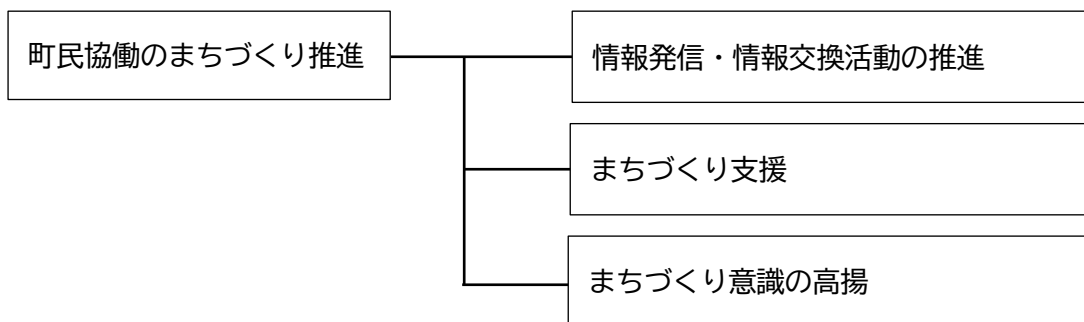 町民協働のまちづくり推進
情報発信・情報交換活動の推進
まちづくり支援
まちづくり意識の高揚